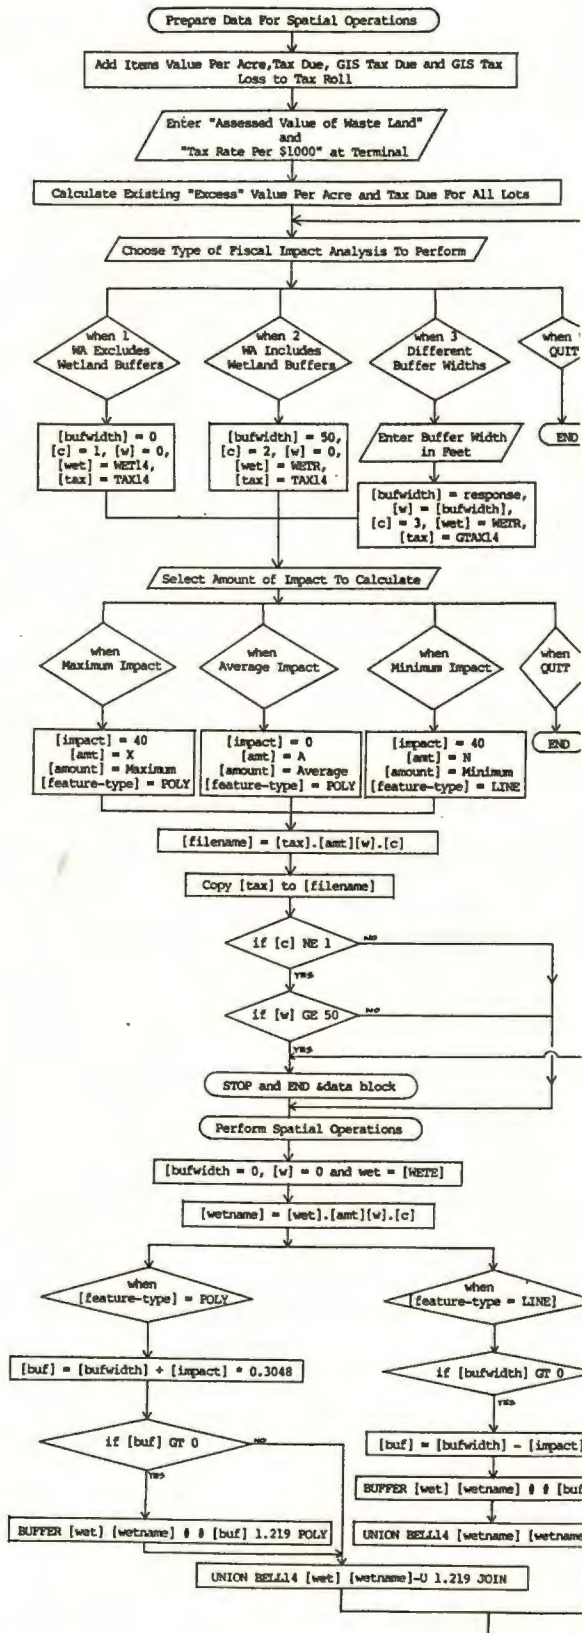 Prepare Data For Spatial Operations
Add Items Value Per Acre,Tax Due, GIS Tax Due and GIS Tax
Loss to Tax Roll
Enter "Assessed Value of Waste Land"
and
"Tax Rate Per $1000" at Terminal
Calculate Existing "Excess" Value Per Acre and Tax Due For All Lots
Choose Type of Fiscal Impact Analysis To Perform
when 1
WA Excludes
Wetland Buffers
when 2
WA Includes
Wetland Buffers
when 3
Different
Buffer Widths
when
QUIT
[bufwidth] = 0
[c] = 1, [w] = 0,
[wet] = WET14,
[tax] = TAX14
[bufwidth] = 50,
[c] = 2, [w] = 0,
[wet] = WETR,
[tax] = TAX14
Enter Buffer Width
in Feet
END
[bufwidth] = response,
[w] = [bufwidth],
[c] = 3, [wet] = WETR,
[tax] = GTAX14
Select Amount of Impact To Calculate
when
Maximum Impact
when
Average Impact
when
Minimum Impact
when
QUIT
[impact] = 40
[amt] = X
[amount] = Maximum
[feature-type] = POLY
[impact] = 0
[amt] = A
[amount] = Average
[feature-type] = POLY
[impact] = 40
[amt] = N
[amount] = Minimum
[feature-type] = LINE
END
[filename] = [tax].[amt][w].[c]
Copy [tax] to [filename]
if [c] NE 1
NO
YES
if [w] GE 50
NO
YES
STOP and END &data block
Perform Spatial Operations
[bufwidth = 0, [w] = 0 and wet = [WETE]
[wetname] = [wet].[amt][w].[c]
when
[feature-type] = POLY
when
[feature-type = LINE]
[buf] = [bufwidth] + [impact] * 0.3048
if [bufwidth] GT 0
YES
if [buf] GT 0
NO
YES
[buf] = [bufwidth] - [impact]
BUFFER [wet] [wetname] # # [buf
BUFFER [wet] [wetname] # # [buf] 1.219 POLY
UNION BELL14 [wetname] [wetname
UNION BELL14 [wet] [wetname]-U 1.219 JOIN